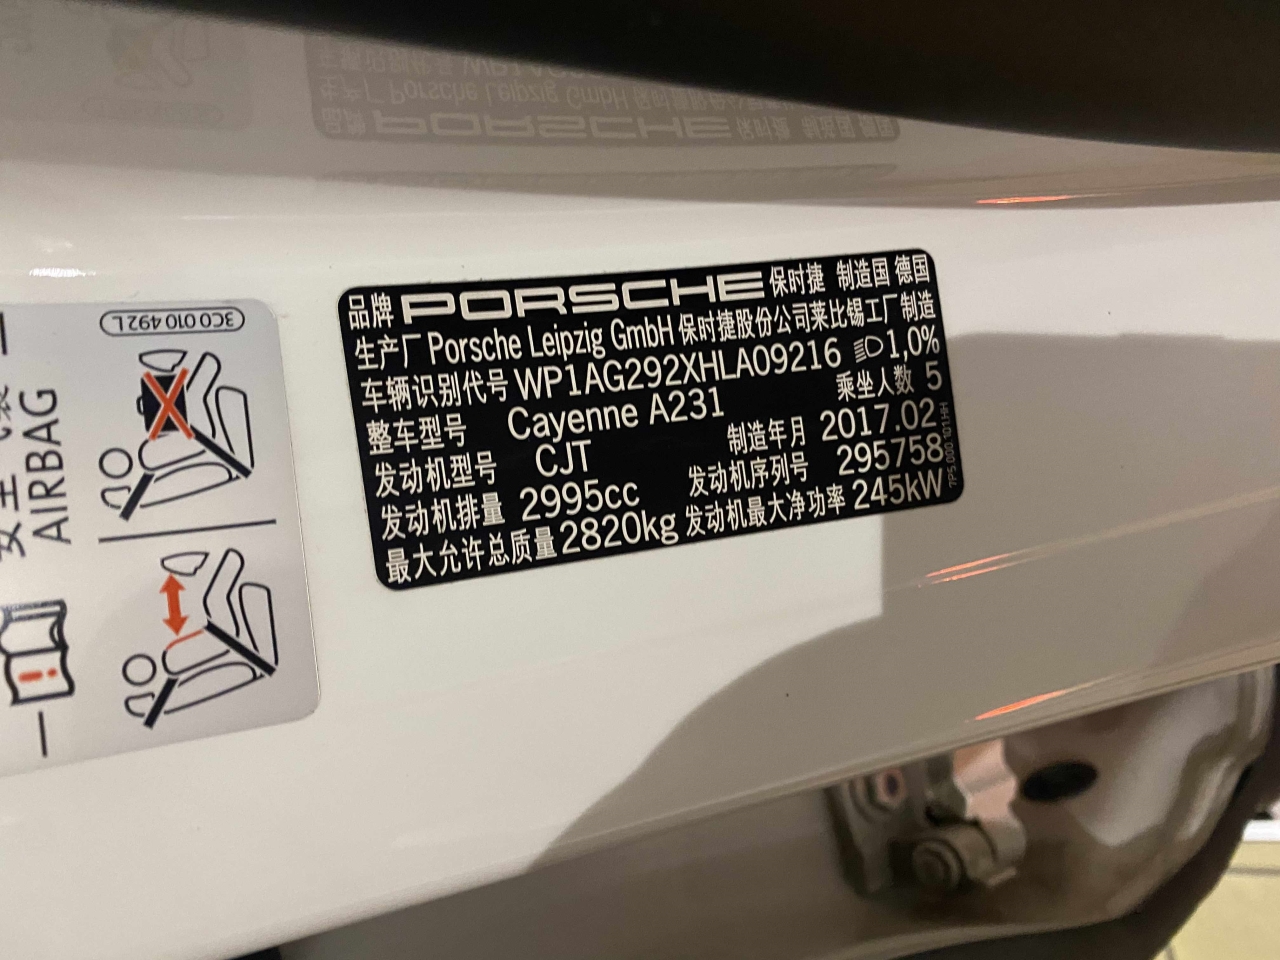 品牌 PORSCHE 保时捷 制造国 德国
生产厂 Porsche Leipzig GmbH 保时捷股份公司莱比锡工厂制造
车辆识别代号 WP1AG292XHLA09216 1,0%
整车型号 Cayenne A231 乘坐人数 5
发动机型号 CJT 制造年月 2017.02
发动机排量 2995cc 发动机序列号 295758
最大允许总质量 2820kg 发动机最大净功率 245kW
7P5.000.101.HH
3C0 010 492 L
AIRBAG